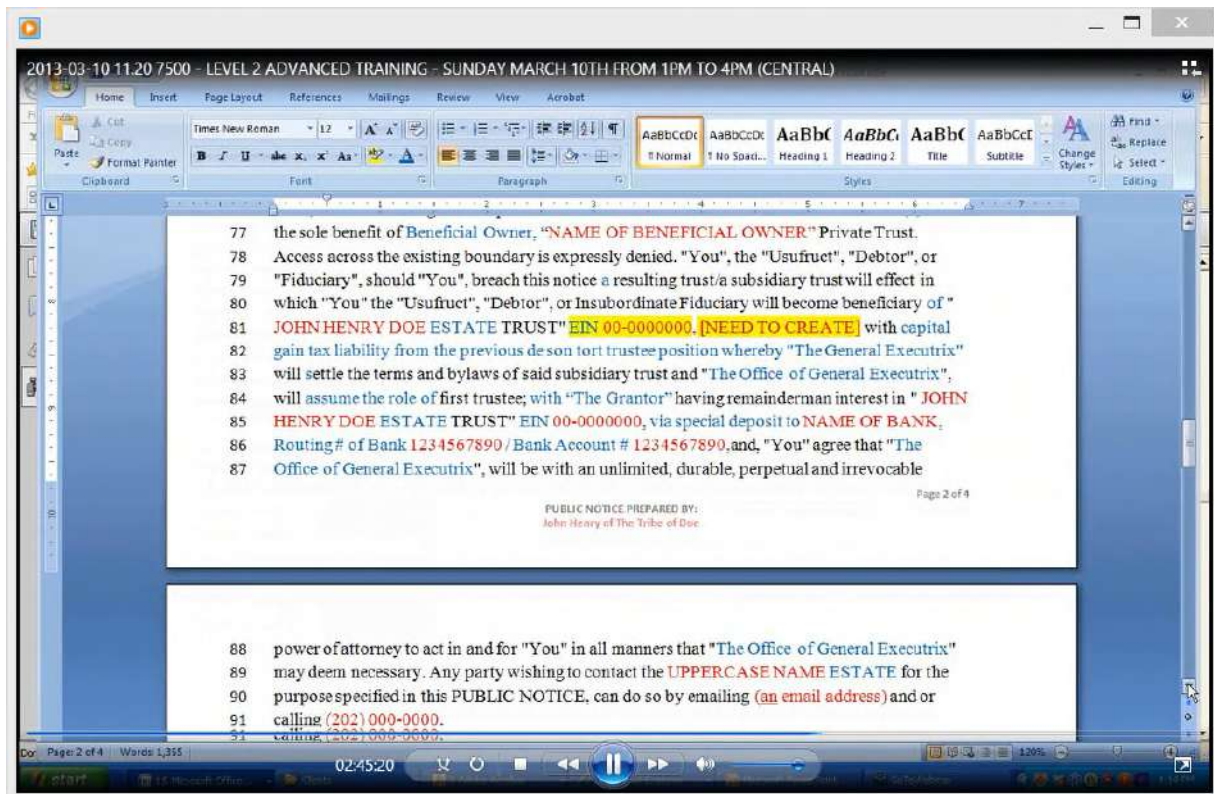 2013-03-10 11.20 7500 - LEVEL 2 ADVANCED TRAINING - SUNDAY MARCH 10TH FROM 1PM TO 4PM (CENTRAL)
Home Insert Page Layout References Mailings Review View Acrobat
Cut
Copy
Paste
Format Painter
Times New Roman 12
Find
Replace
Select
AaBbCcDc AaBbCcDc AaBbC AaBbCc AaBbC AaBbCcI
¶ Normal ¶ No Spaci... Heading 1 Heading 2 Title Subtitle
Change Styles
Clipboard Font Paragraph Styles Editing
77 the sole benefit of Beneficial Owner, "NAME OF BENEFICIAL OWNER" Private Trust.
78 Access across the existing boundary is expressly denied. "You", the "Usufruct", "Debtor", or
79 "Fiduciary", should "You", breach this notice a resulting trust/a subsidiary trust will effect in
80 which "You" the "Usufruct", "Debtor", or Insubordinate Fiduciary will become beneficiary of "
81 JOHN HENRY DOE ESTATE TRUST" EIN 00-0000000, [NEED TO CREATE] with capital
82 gain tax liability from the previous de son tort trustee position whereby "The General Executrix"
83 will settle the terms and bylaws of said subsidiary trust and "The Office of General Executrix",
84 will assume the role of first trustee; with "The Grantor" having remainderman interest in " JOHN
85 HENRY DOE ESTATE TRUST" EIN 00-0000000, via special deposit to NAME OF BANK,
86 Routing# of Bank 1234567890 / Bank Account # 1234567890,and, "You" agree that "The
87 Office of General Executrix", will be with an unlimited, durable, perpetual and irrevocable
Page 2 of 4
PUBLIC NOTICE PREPARED BY:
John Henry of The Tribe of Doe
88 power of attorney to act in and for "You" in all manners that "The Office of General Executrix"
89 may deem necessary. Any party wishing to contact the UPPERCASE NAME ESTATE for the
90 purpose specified in this PUBLIC NOTICE, can do so by emailing (an email address) and or
91 calling (202) 000-0000.
Page: 2 of 4 Words: 1,355
120%
02:45:20
start